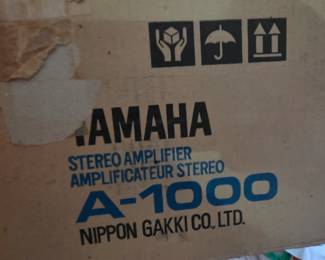 YAMAHA
STEREO AMPLIFIER
AMPLIFICATEUR STEREO
A-1000
NIPPON GAKKI CO., LTD.